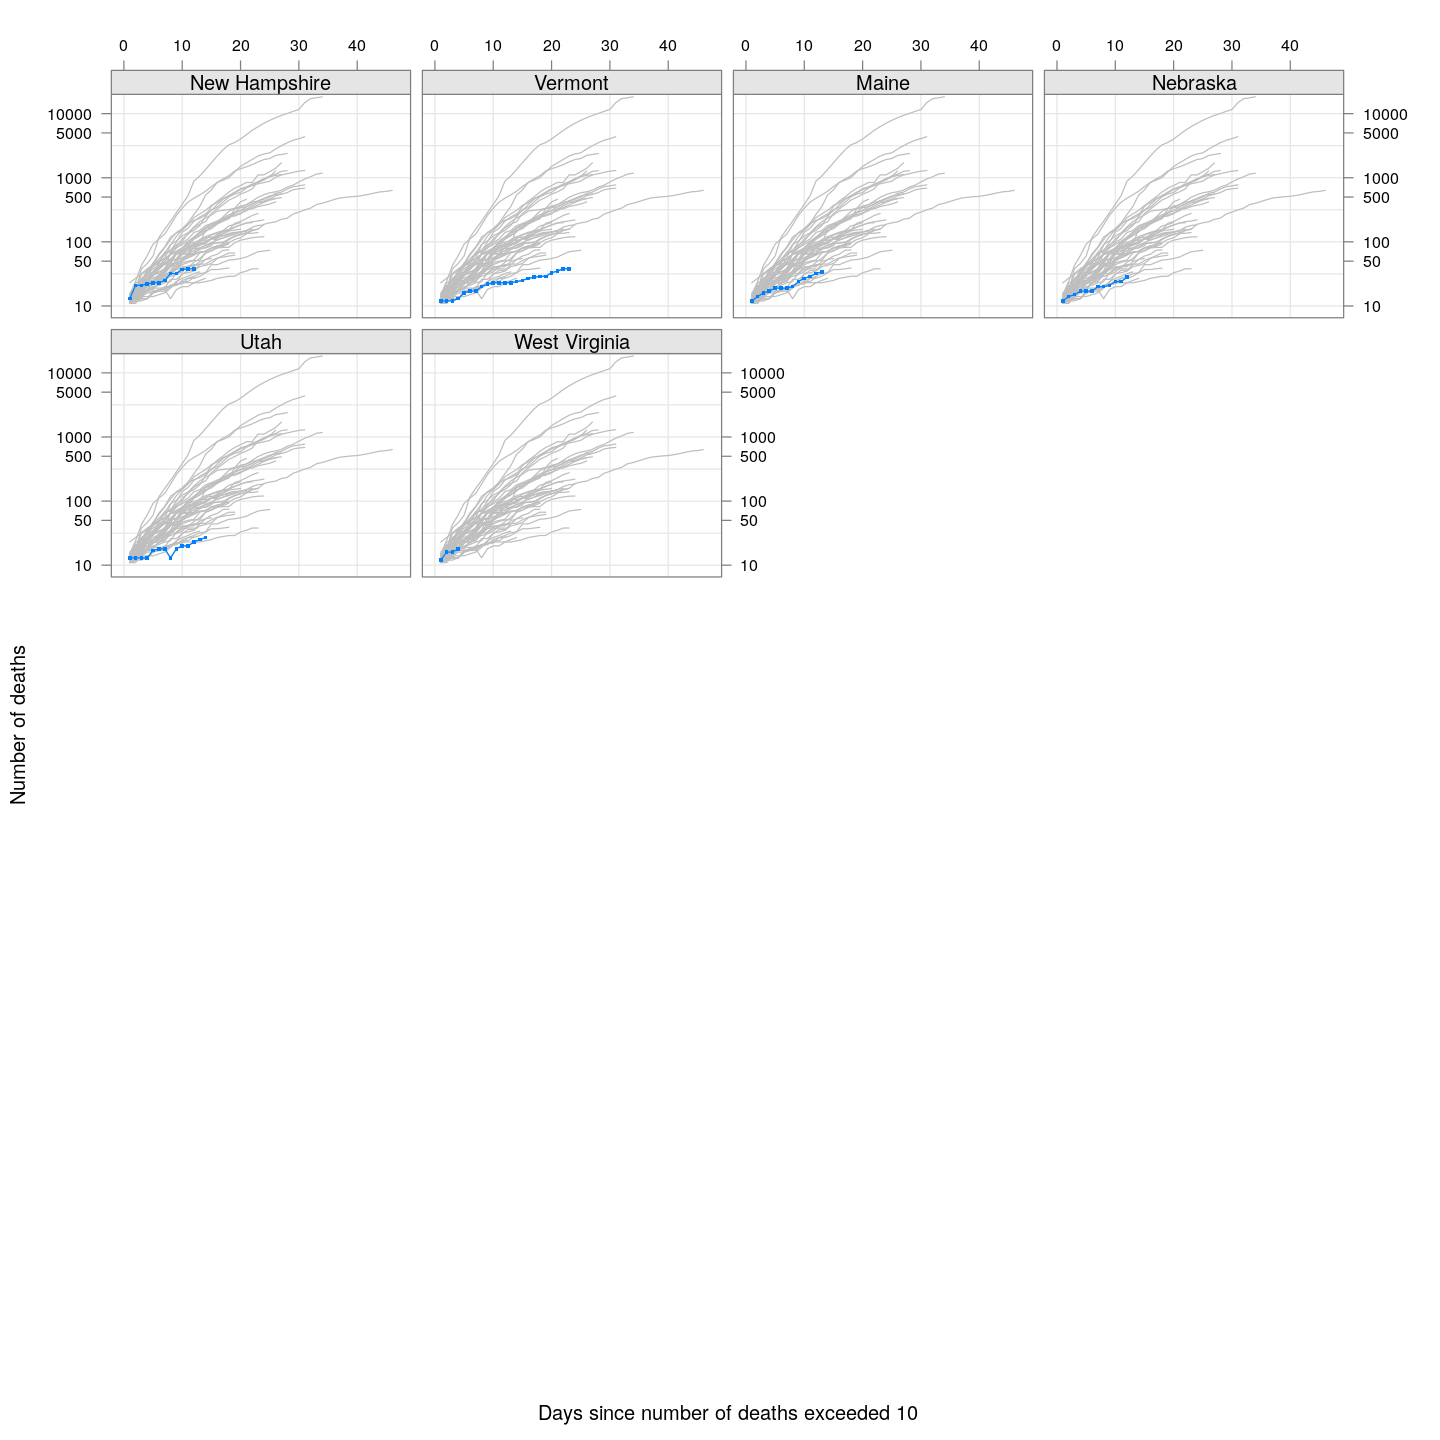 0 10 20 30 40 0 10 20 30 40 0 10 20 30 40 0 10 20 30 40
New Hampshire Vermont Maine Nebraska
10000 10000
5000 5000
1000 1000
500 500
100 100
50 50
10 10
Utah West Virginia
10000 10000
5000 5000
1000 1000
500 500
100 100
50 50
10 10
Number of deaths
Days since number of deaths exceeded 10